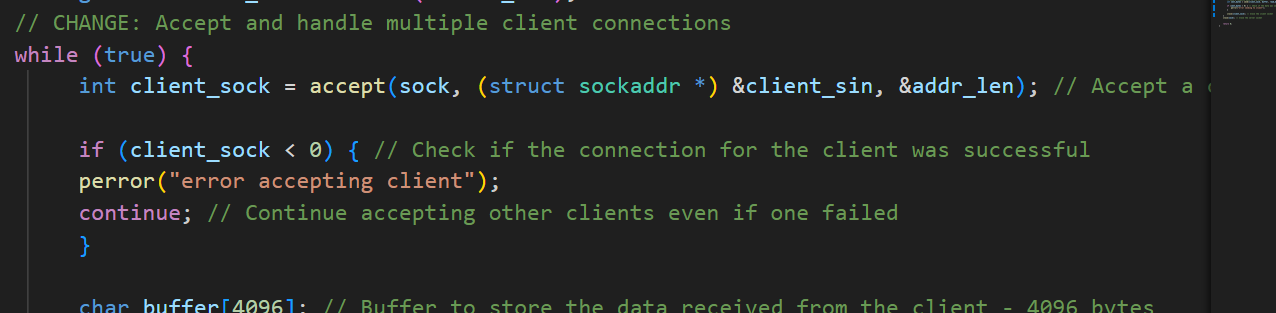 // CHANGE: Accept and handle multiple client connections
while (true) {
int client_sock = accept(sock, (struct sockaddr *) &client_sin, &addr_len); // Accept a
if (client_sock < 0) { // Check if the connection for the client was successful
perror("error accepting client");
continue; // Continue accepting other clients even if one failed
}
char buffer[4096]; // Buffer to store the data received from the client - 4096 bytes